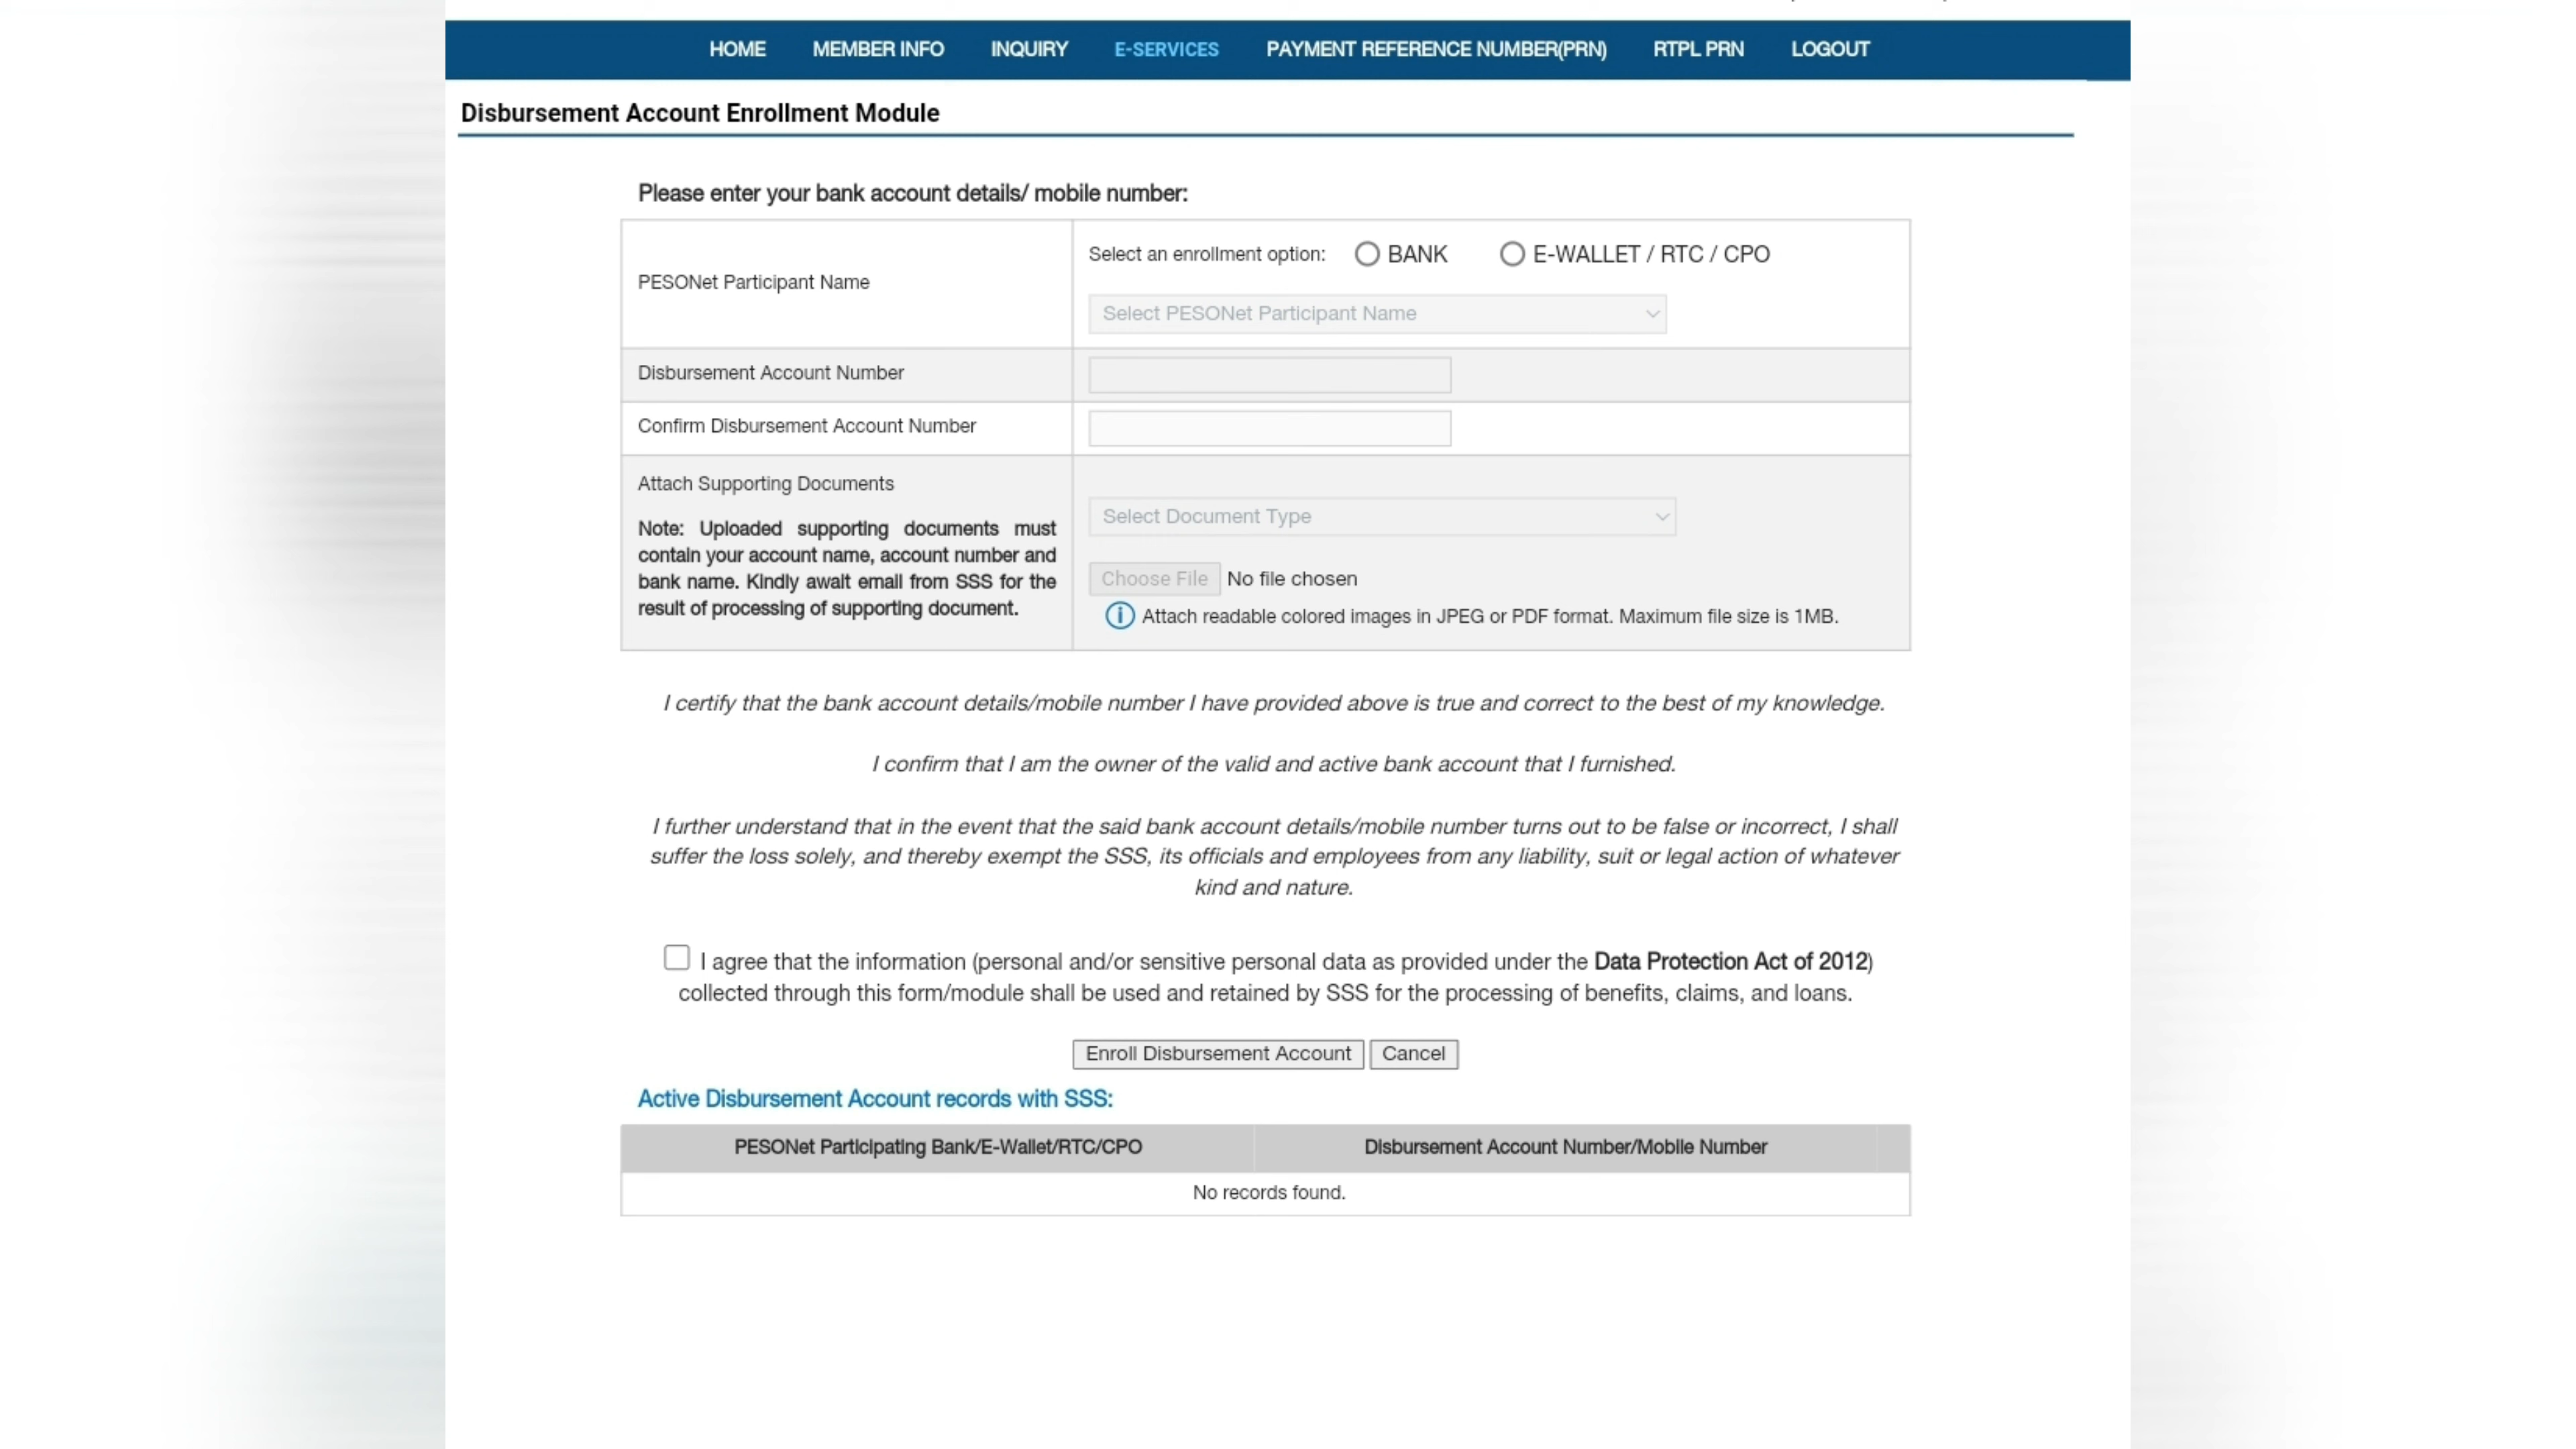 HOME MEMBER INFO INQUIRY E-SERVICES PAYMENT REFERENCE NUMBER(PRN) RTPL PRN LOGOUT
Disbursement Account Enrollment Module
Please enter your bank account details/ mobile number:
PESONet Participant Name
Select an enrollment option: BANK E-WALLET / RTC / CPO
Select PESONet Participant Name
Disbursement Account Number
Confirm Disbursement Account Number
Attach Supporting Documents
Note: Uploaded supporting documents must
contain your account name, account number and
bank name. Kindly await email from SSS for the
result of processing of supporting document.
Select Document Type
Choose File No file chosen
Attach readable colored images in JPEG or PDF format. Maximum file size is 1MB.
I certify that the bank account details/mobile number I have provided above is true and correct to the best of my knowledge.
I confirm that I am the owner of the valid and active bank account that I furnished.
I further understand that in the event that the said bank account details/mobile number turns out to be false or incorrect, I shall
suffer the loss solely, and thereby exempt the SSS, its officials and employees from any liability, suit or legal action of whatever
kind and nature.
I agree that the information (personal and/or sensitive personal data as provided under the Data Protection Act of 2012)
collected through this form/module shall be used and retained by SSS for the processing of benefits, claims, and loans.
Enroll Disbursement Account Cancel
Active Disbursement Account records with SSS:
PESONet Participating Bank/E-Wallet/RTC/CPO Disbursement Account Number/Mobile Number
No records found.